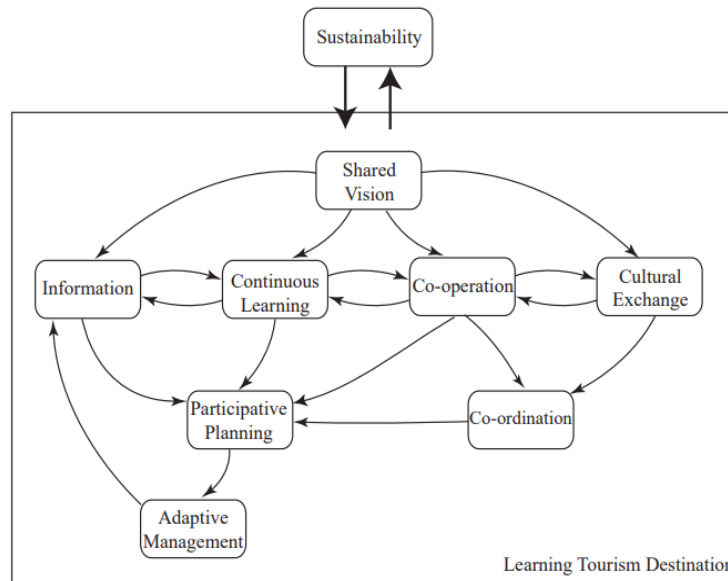 Sustainability
Shared
Vision
Information
Continuous
Learning
Co-operation
Cultural
Exchange
Participative
Planning
Co-ordination
Adaptive
Management
Learning Tourism Destination